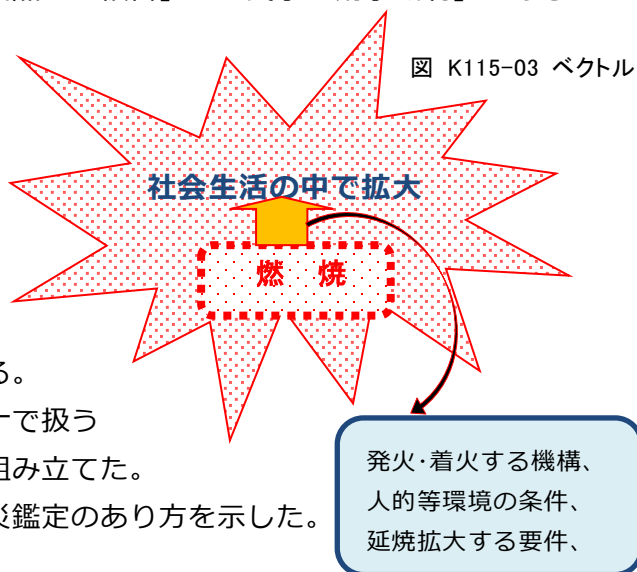 図 K115-03 ベクトル
社会生活の中で拡大
燃 焼
る。
で扱う
組み立てた。
災鑑定のあり方を示した。
発火・着火する機構、
人的等環境の条件、
延焼拡大する要件、